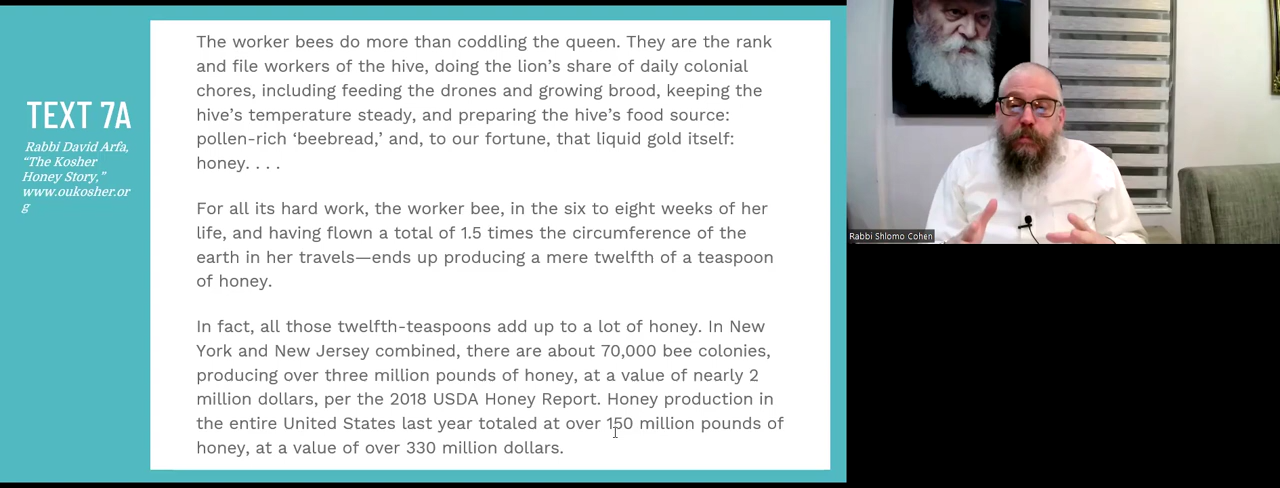 TEXT 7A
Rabbi David Arfa,
“The Kosher
Honey Story,”
www.oukosher.or
g
The worker bees do more than coddling the queen. They are the rank
and file workers of the hive, doing the lion’s share of daily colonial
chores, including feeding the drones and growing brood, keeping the
hive’s temperature steady, and preparing the hive’s food source:
pollen-rich ‘beebread,’ and, to our fortune, that liquid gold itself:
honey. . . .
For all its hard work, the worker bee, in the six to eight weeks of her
life, and having flown a total of 1.5 times the circumference of the
earth in her travels—ends up producing a mere twelfth of a teaspoon
of honey.
In fact, all those twelfth-teaspoons add up to a lot of honey. In New
York and New Jersey combined, there are about 70,000 bee colonies,
producing over three million pounds of honey, at a value of nearly 2
million dollars, per the 2018 USDA Honey Report. Honey production in
the entire United States last year totaled at over 150 million pounds of
honey, at a value of over 330 million dollars.
Rabbi Shlomo Cohen